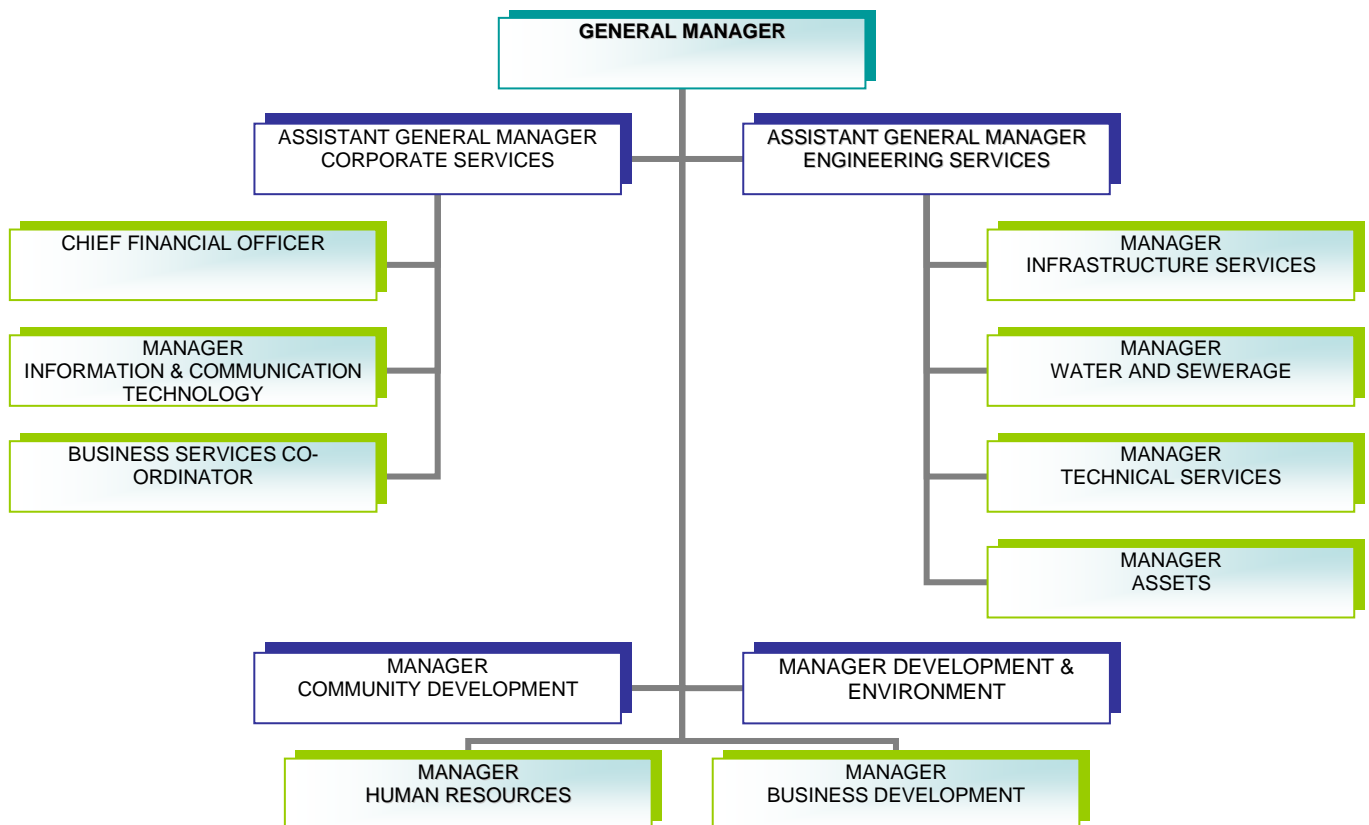 GENERAL MANAGER
ASSISTANT GENERAL MANAGER
CORPORATE SERVICES
ASSISTANT GENERAL MANAGER
ENGINEERING SERVICES
CHIEF FINANCIAL OFFICER
MANAGER
INFORMATION & COMMUNICATION
TECHNOLOGY
BUSINESS SERVICES CO-
ORDINATOR
MANAGER
INFRASTRUCTURE SERVICES
MANAGER
WATER AND SEWERAGE
MANAGER
TECHNICAL SERVICES
MANAGER
ASSETS
MANAGER
COMMUNITY DEVELOPMENT
MANAGER DEVELOPMENT &
ENVIRONMENT
MANAGER
HUMAN RESOURCES
MANAGER
BUSINESS DEVELOPMENT